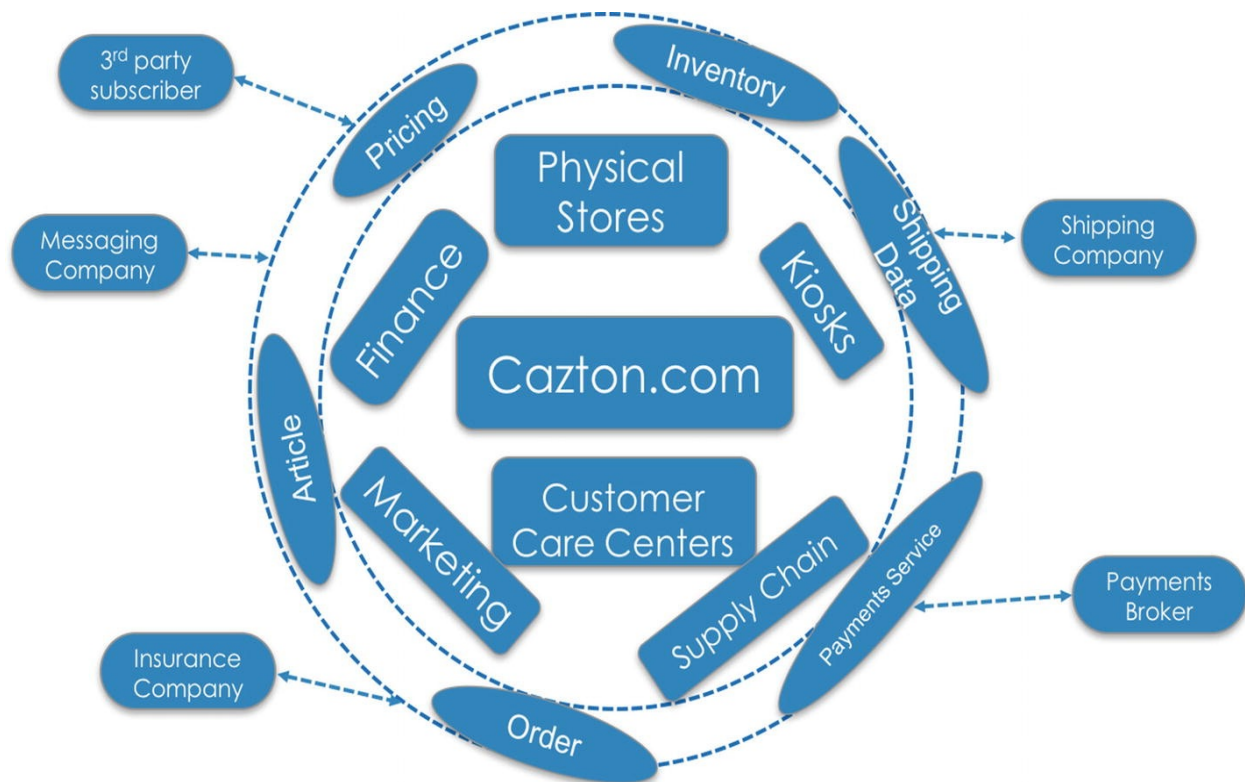 3rd party
subscriber
Pricing
Inventory
Physical
Stores
Messaging
Company
Finance
Kiosks
Shipping
Data
Shipping
Company
Cazton.com
Article
Marketing
Customer
Care Centers
Supply Chain
Payments Service
Payments
Broker
Insurance
Company
Order